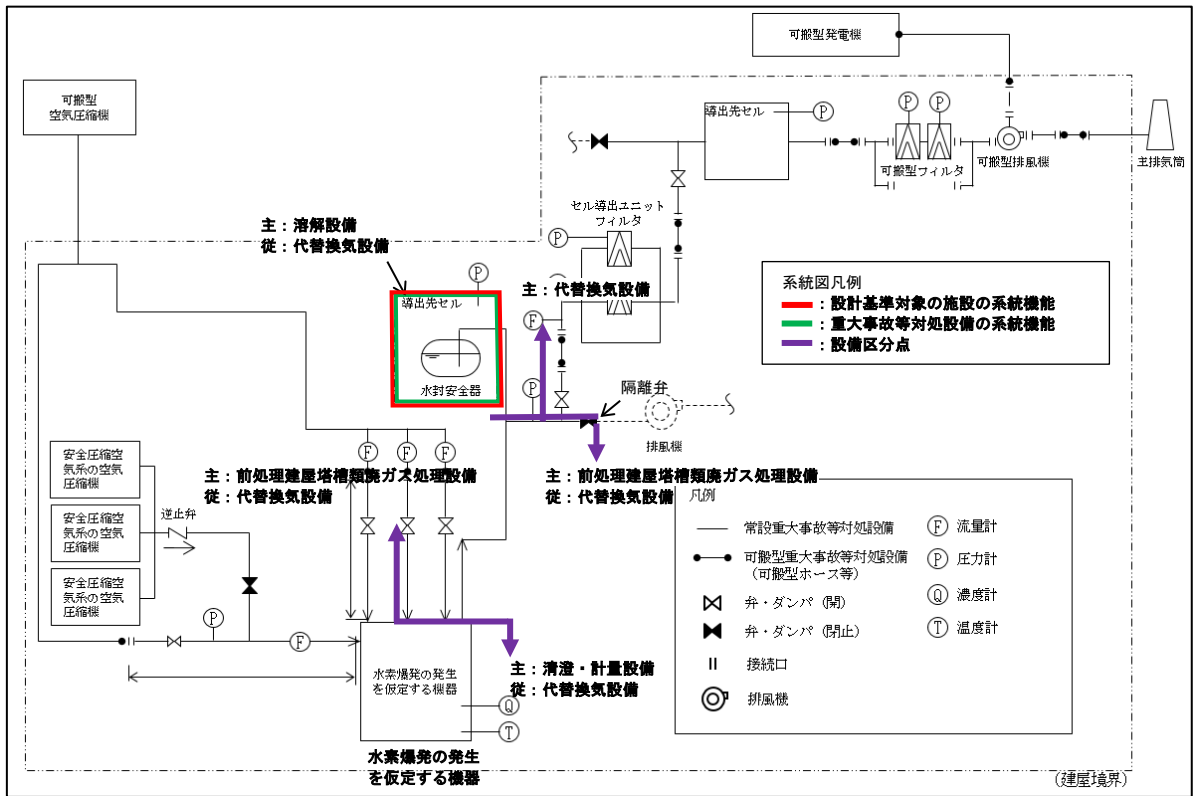 可搬型発電機
可搬型
空気圧縮機
導出先セル
P
P
P
可搬型フィルタ
可搬型排風機
主排気筒
セル導出ユニット
フィルタ
P
主：溶解設備
従：代替換気設備
P
導出先セル
水封安全器
主：代替換気設備
F
P
隔離弁
排風機
系統図凡例
：設計基準対象の施設の系統機能
：重大事故等対処設備の系統機能
：設備区分点
安全圧縮空
気系の空気
圧縮機
安全圧縮空
気系の空気
圧縮機
安全圧縮空
気系の空気
圧縮機
逆止弁
F
F
F
主：前処理建屋塔槽類廃ガス処理設備
従：代替換気設備
主：前処理建屋塔槽類廃ガス処理設備
従：代替換気設備
P
F
水素爆発の発生
を仮定する機器
主：清澄・計量設備
従：代替換気設備
Q
T
水素爆発の発生
を仮定する機器
凡例
常設重大事故等対処設備
可搬型重大事故等対処設備
（可搬型ホース等）
弁・ダンパ（開）
弁・ダンパ（閉止）
接続口
排風機
F 流量計
P 圧力計
Q 濃度計
T 温度計
（建屋境界）